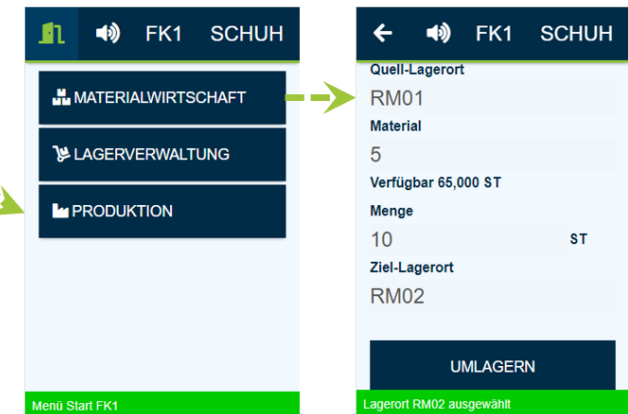 FK1 SCHUH
MATERIALWIRTSCHAFT
LAGERVERWALTUNG
PRODUKTION
Menü Start FK1
FK1 SCHUH
Quell-Lagerort
RM01
Material
5
Verfügbar 65,000 ST
Menge
10 ST
Ziel-Lagerort
RM02
UMLAGERN
Lagerort RM02 ausgewählt